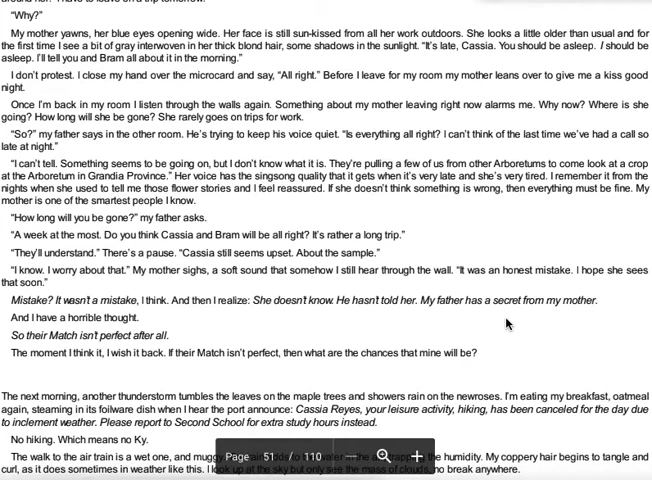 "Why?"
My mother yawns, her blue eyes opening wide. Her face is still sun-kissed from all her work outdoors. She looks a little older than usual and for
the first time I see a bit of gray interwoven in her thick blond hair, some shadows in the sunlight. "It's late, Cassia. You should be asleep. I should be
asleep. I'll tell you and Bram all about it in the morning."
I don't protest. I close my hand over the microcard and say, "All right." Before I leave for my room my mother leans over to give me a kiss good
night.
Once I'm back in my room I listen through the walls again. Something about my mother leaving right now alarms me. Why now? Where is she
going? How long will she be gone? She rarely goes on trips for work.
"So?" my father says in the other room. He's trying to keep his voice quiet. "Is everything all right? I can't think of the last time we've had a call so
late at night."
"I can't tell. Something seems to be going on, but I don't know what it is. They're pulling a few of us from other Arboretums to come look at a crop
at the Arboretum in Grandia Province." Her voice has the singsong quality that it gets when it's very late and she's very tired. I remember it from the
nights when she used to tell me those flower stories and I feel reassured. If she doesn't think something is wrong, then everything must be fine. My
mother is one of the smartest people I know.
"How long will you be gone?" my father asks.
"A week at the most. Do you think Cassia and Bram will be all right? It's rather a long trip."
"They'll understand." There's a pause. "Cassia still seems upset. About the sample."
"I know. I worry about that." My mother sighs, a soft sound that somehow I still hear through the wall. "It was an honest mistake. I hope she sees
that soon."
Mistake? It wasn't a mistake, I think. And then I realize: She doesn't know. He hasn't told her. My father has a secret from my mother.
And I have a horrible thought.
So their Match isn't perfect after all.
The moment I think it, I wish it back. If their Match isn't perfect, then what are the chances that mine will be?
The next morning, another thunderstorm tumbles the leaves on the maple trees and showers rain on the newroses. I'm eating my breakfast, oatmeal
again, steaming in its foilware dish when I hear the port announce: Cassia Reyes, your leisure activity, hiking, has been canceled for the day due
to inclement weather. Please report to Second School for extra study hours instead.
No hiking. Which means no Ky.
The walk to the air train is a wet one, and muggy the humidity. My coppery hair begins to tangle and
curl, as it does sometimes in weather like this. I look up at the sky but only see the mass of clouds, no break anywhere.
Page 51 / 110